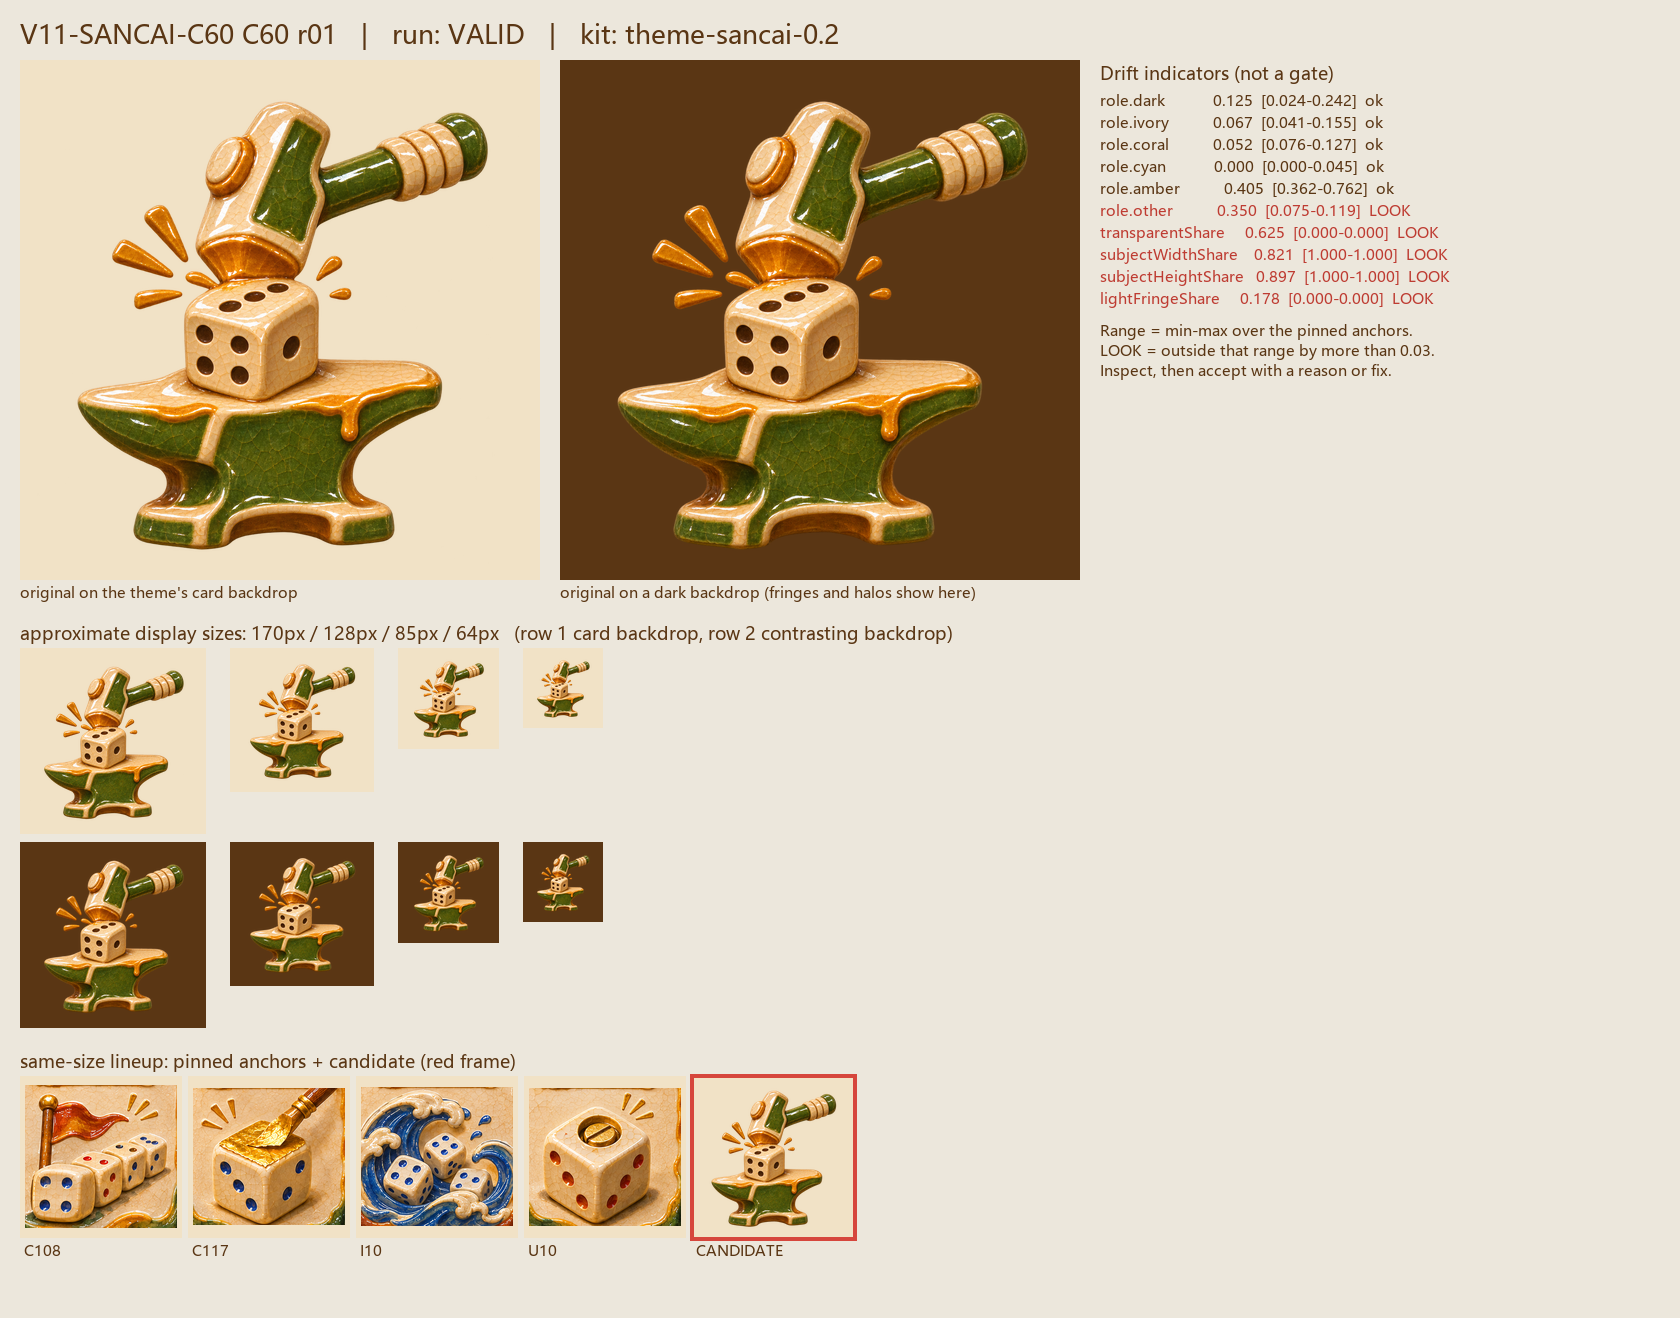 V11-SANCAI-C60 C60 r01 | run: VALID | kit: theme-sancai-0.2
Drift indicators (not a gate)
role.dark 0.125 [0.024-0.242] ok
role.ivory 0.067 [0.041-0.155] ok
role.coral 0.052 [0.076-0.127] ok
role.cyan 0.000 [0.000-0.045] ok
role.amber 0.405 [0.362-0.762] ok
role.other 0.350 [0.075-0.119] LOOK
transparentShare 0.625 [0.000-0.000] LOOK
subjectWidthShare 0.821 [1.000-1.000] LOOK
subjectHeightShare 0.897 [1.000-1.000] LOOK
lightFringeShare 0.178 [0.000-0.000] LOOK
Range = min-max over the pinned anchors.
LOOK = outside that range by more than 0.03.
Inspect, then accept with a reason or fix.
original on the theme's card backdrop
original on a dark backdrop (fringes and halos show here)
approximate display sizes: 170px / 128px / 85px / 64px (row 1 card backdrop, row 2 contrasting backdrop)
same-size lineup: pinned anchors + candidate (red frame)
C108
C117
I10
U10
CANDIDATE